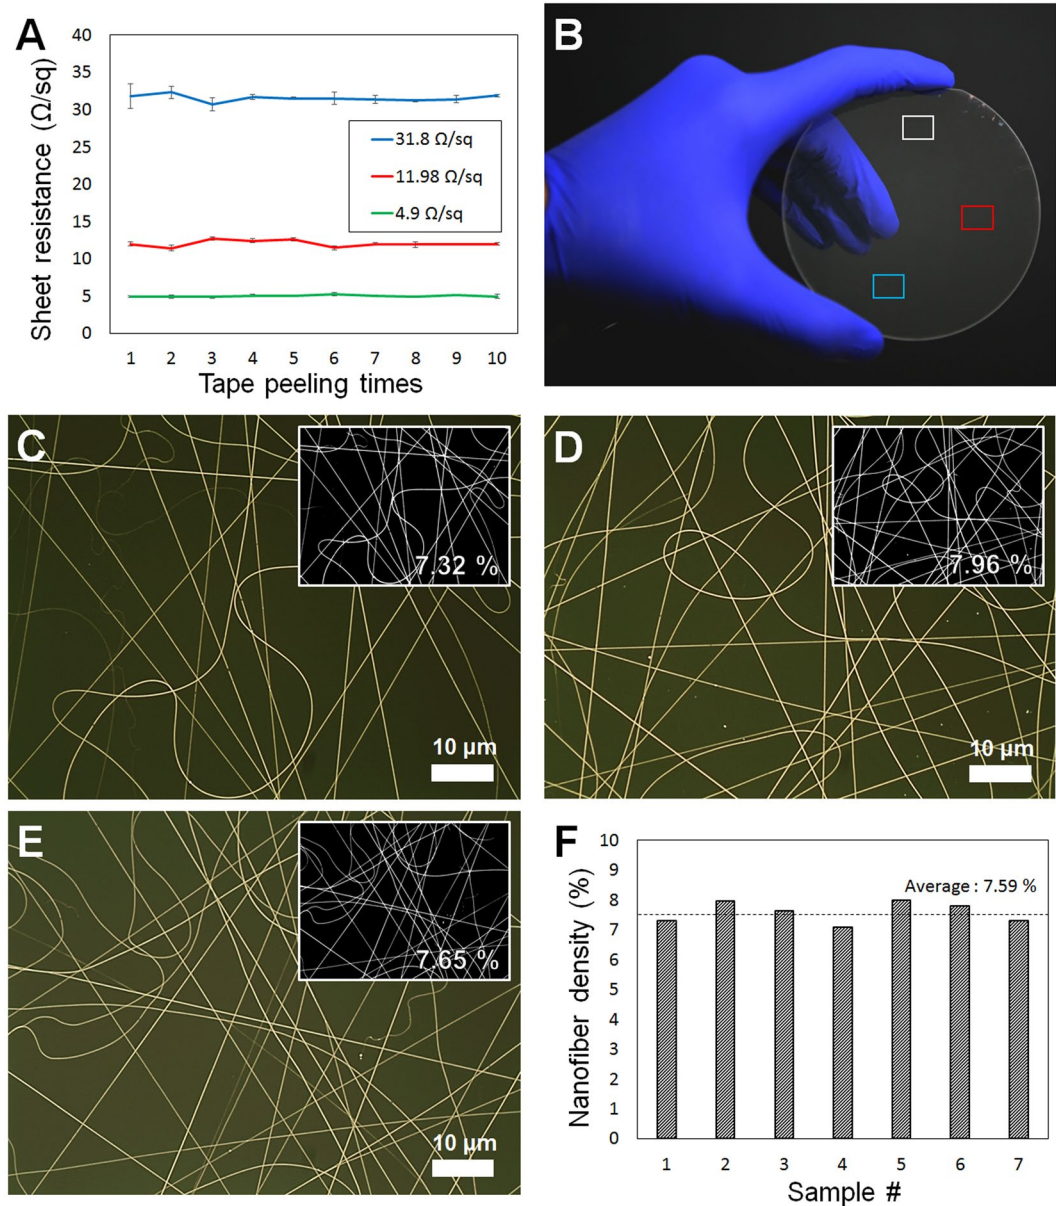 A
Sheet resistance (Ω/sq)
40
35
30
25
20
15
10
5
0
31.8 Ω/sq
11.98 Ω/sq
4.9 Ω/sq
1 2 3 4 5 6 7 8 9 10
Tape peeling times
B
C
7.32 %
10 μm
D
7.96 %
10 μm
E
7.65 %
10 μm
F
Nanofiber density (%)
10
9
8
7
6
5
4
3
2
1
0
Average : 7.59 %
1 2 3 4 5 6 7
Sample #